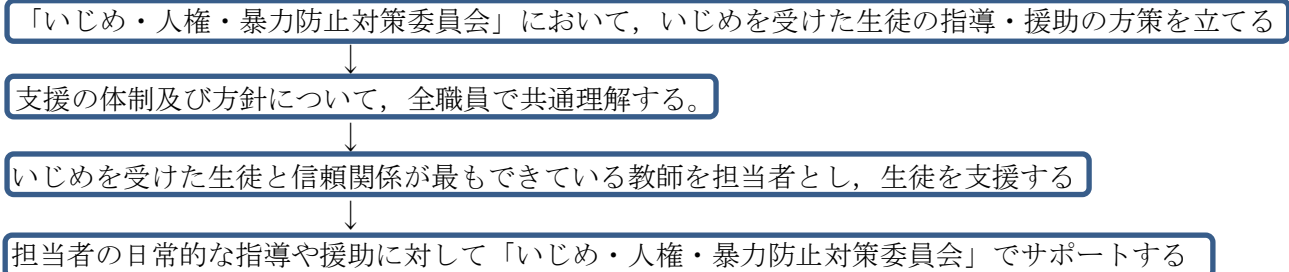 「いじめ・人権・暴力防止対策委員会」において，いじめを受けた生徒の指導・援助の方策を立てる
↓
支援の体制及び方針について，全職員で共通理解する。
↓
いじめを受けた生徒と信頼関係が最もできている教師を担当者とし，生徒を支援する
↓
担当者の日常的な指導や援助に対して「いじめ・人権・暴力防止対策委員会」でサポートする